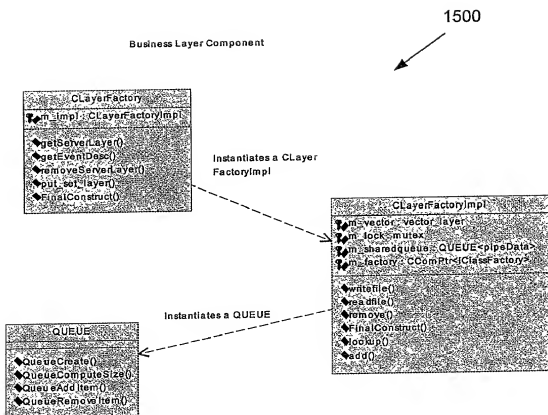 1500
Business Layer Component
CLayerFactory
m_Impl : CLayerFactoryImpl
getServerLayer()
getEventDesc()
removeServerLayer()
put_set_layer()
FinalConstruct()
Instantiates a CLayer
FactoryImpl
CLayerFactoryImpl
m_vector : vector_layer
m_lock : mutex
m_sharedqueue : QUEUE<pipeData>
m_factory : CComPtr<IClassFactory>
writefile()
readfile()
remove()
FinalConstruct()
lookup()
add()
Instantiates a QUEUE
QUEUE
QueueCreate()
QueueComputeSize()
QueueAddItem()
QueueRemoveItem()